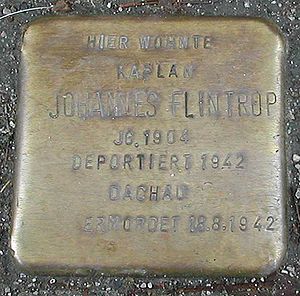 HIER WOHNTE
KAPLAN
JOHANNES FLINTROP
JG. 1904
DEPORTIERT 1942
DACHAU
ERMORDET 18.8.1942